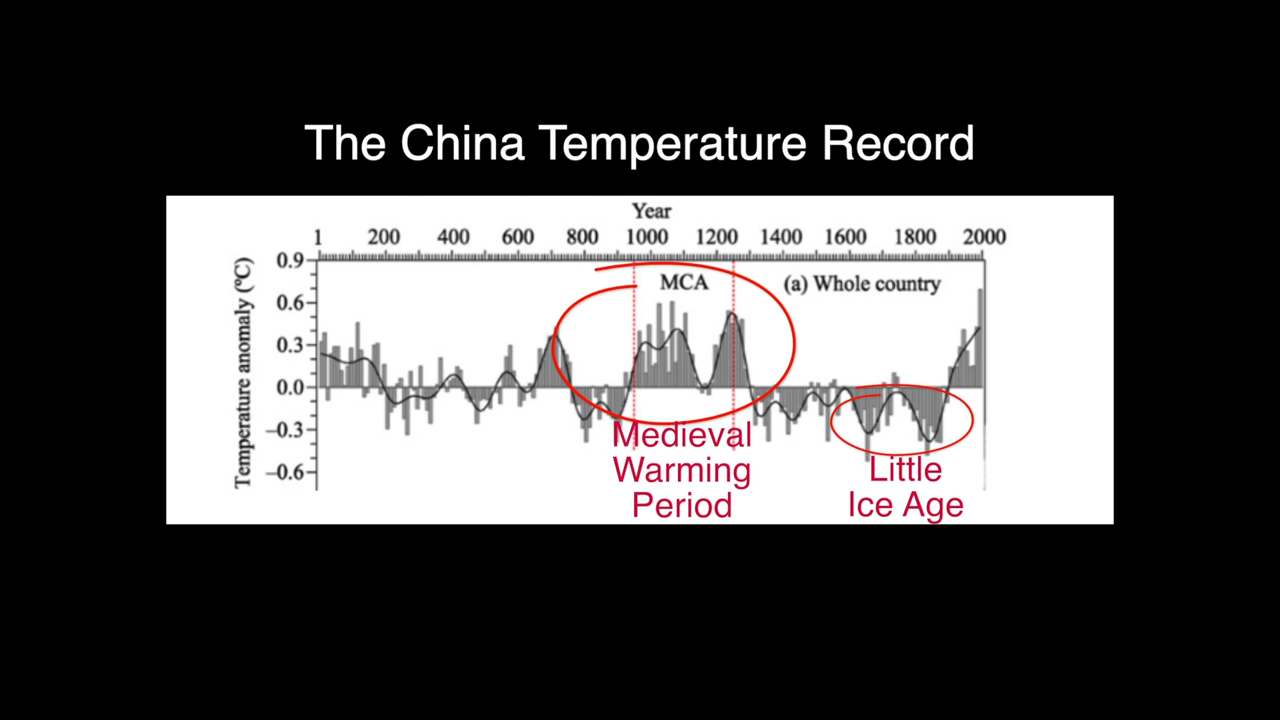 The China Temperature Record
Year
1 200 400 600 800 1000 1200 1400 1600 1800 2000
Temperature anomaly (ºC)
0.9
0.6
0.3
0.0
−0.3
−0.6
MCA
(a) Whole country
Medieval
Warming
Period
Little
Ice Age